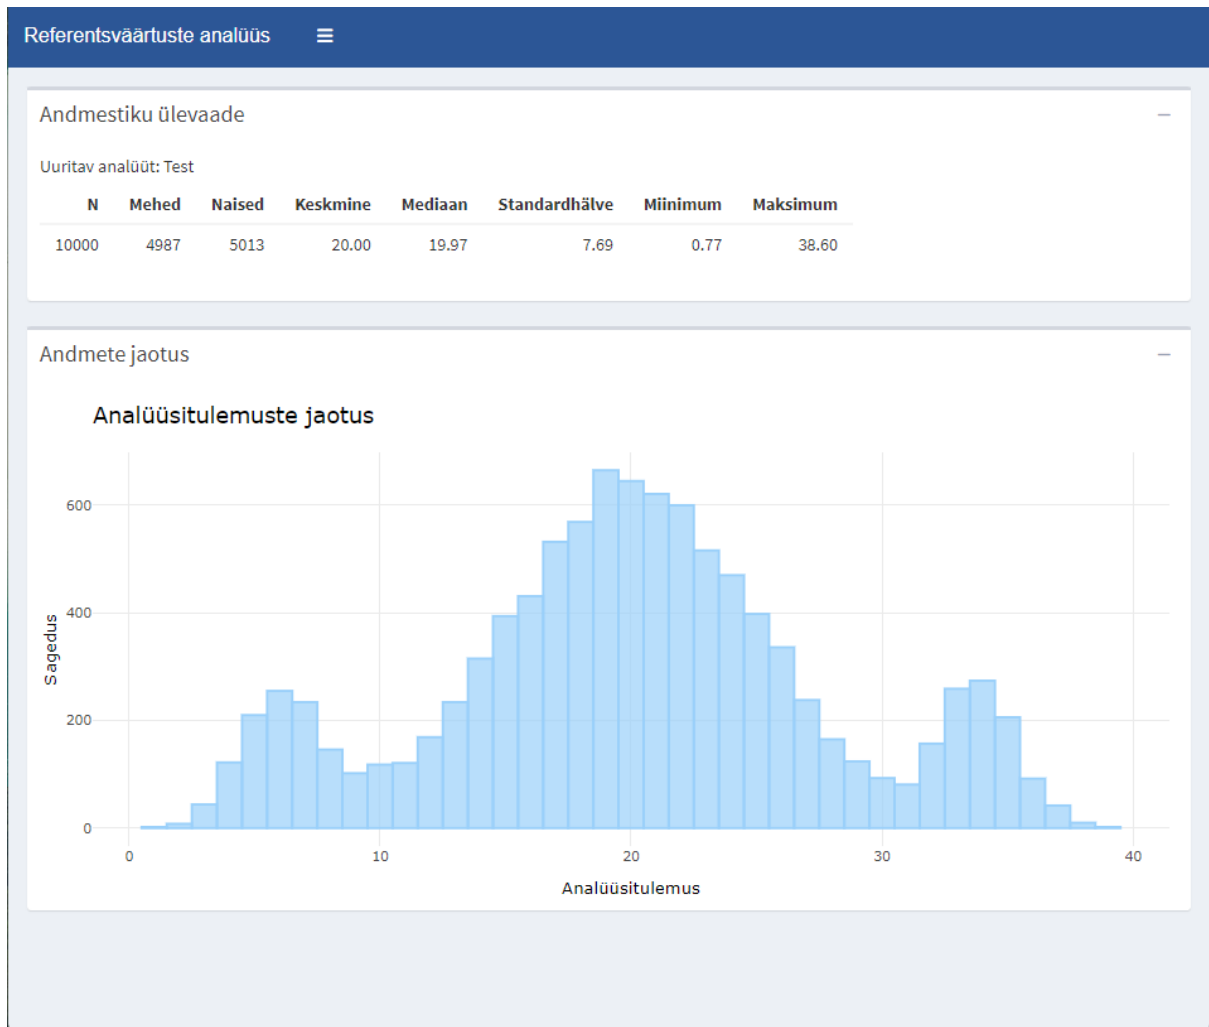 Referentsväärtuste analüüs
Andmestiku ülevaade
Uuritav analüüt: Test
N Mehed Naised Keskmine Mediaan Standardhälve Miinimum Maksimum
10000 4987 5013 20.00 19.97 7.69 0.77 38.60
Andmete jaotus
Analüüsitulemuste jaotus
600
400
200
0
Sagedus
0 10 20 30 40
Analüüsitulemus